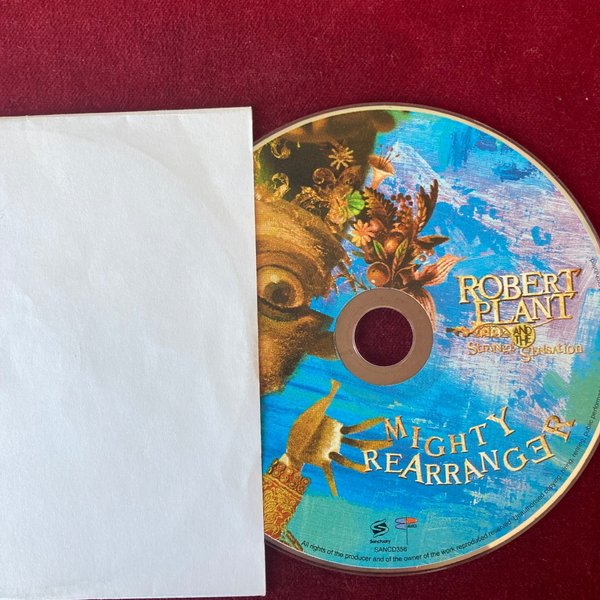 ROBERT
PLANT
AND THE
STRANGE SENSATION
MIGHTY
REARRANGER
Sanctuary
SANCD356
All rights of the producer and of the owner of the work reproduced reserved. Unauthorised